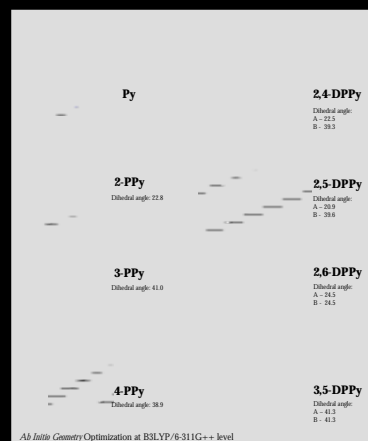 Py
2-PPy
Dihedral angle: 22.8
3-PPy
Dihedral angle: 41.0
4-PPy
Dihedral angle: 38.9
2,4-DPPy
Dihedral angle:
A – 22.5
B - 39.3
2,5-DPPy
Dihedral angle:
A – 20.9
B - 39.6
2,6-DPPy
Dihedral angle:
A – 24.5
B - 24.5
3,5-DPPy
Dihedral angle:
A – 41.3
B - 41.3
Ab Initio Geometry Optimization at B3LYP/6-311G++ level